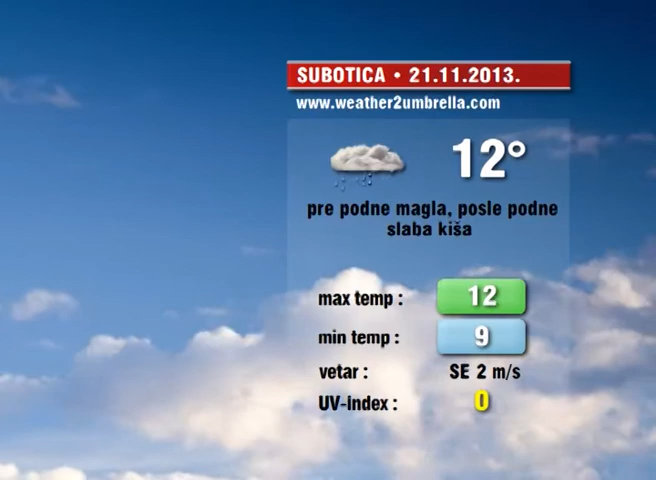 SUBOTICA • 21.11.2013.
www.weather2umbrella.com
12°
pre podne magla, posle podne
slaba kiša
max temp : 12
min temp : 9
vetar : SE 2 m/s
UV-index : 0